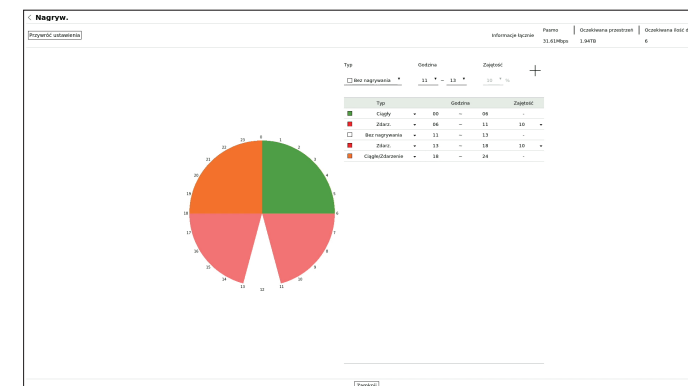 < Nagryw.
Przywróć ustawienia
Informacje łącznie
Pasmo
Oczekiwana przestrzeń
Oczekiwana ilość d
31.61Mbps
1.94TB
6
Typ
Godzina
Zajętość
Bez nagrywania
11 ~ 13
10 %
Typ Godzina Zajętość
Ciągły 00 ~ 06 -
Zdarz. 06 ~ 11 10
Bez nagrywania 11 ~ 13 -
Zdarz. 13 ~ 18 10
Ciągłe/Zdarzenie 18 ~ 24 -
0
1
2
3
4
5
6
7
8
9
10
11
12
13
14
15
16
17
18
19
20
21
22
23
Zamknij